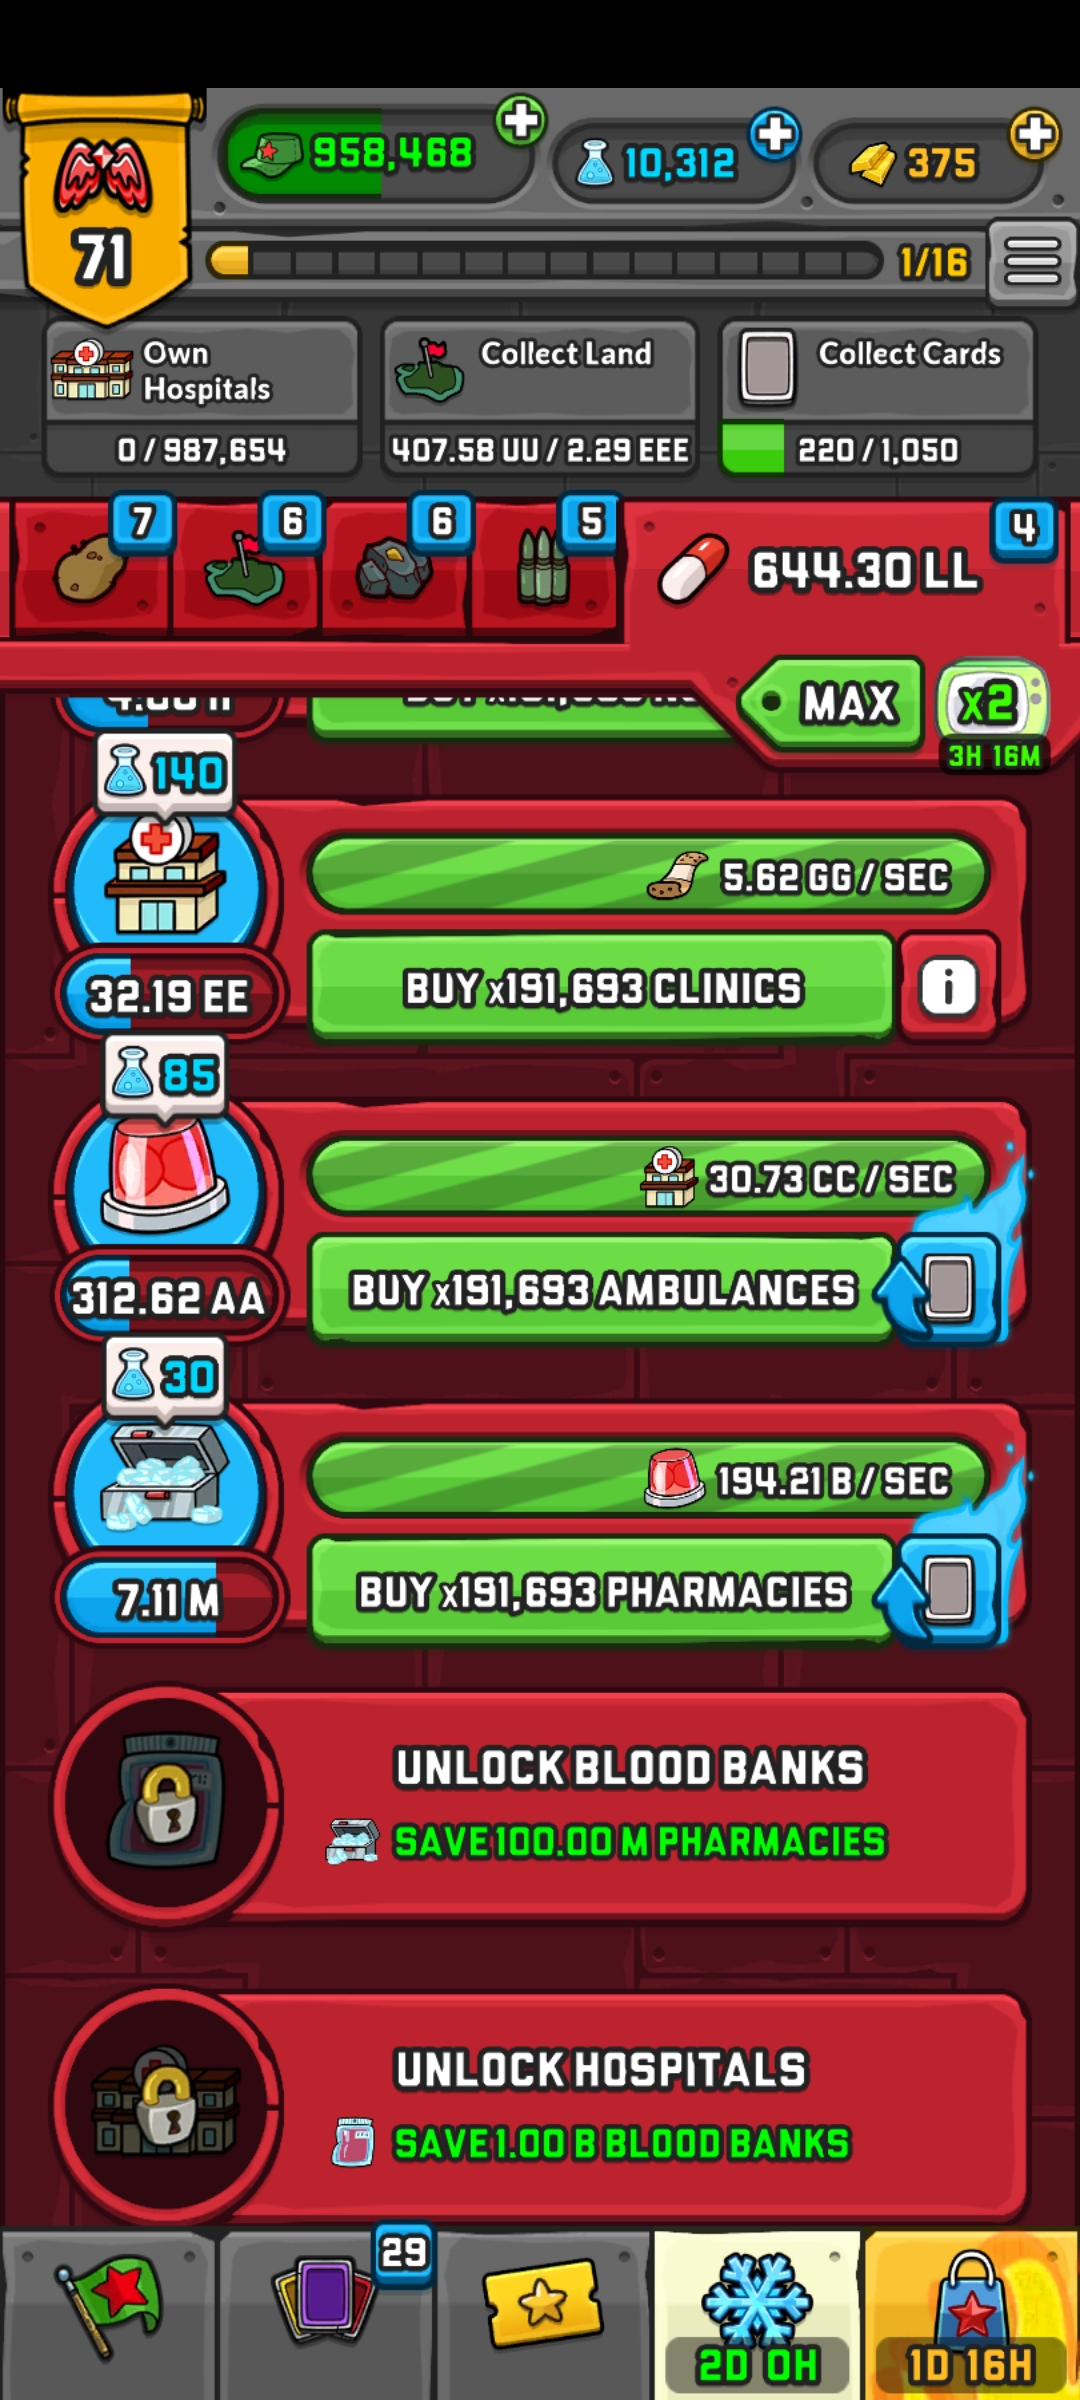 71
958,468
10,312
375
1/16
Own
Hospitals
0 / 987,654
Collect Land
407.58 UU / 2.29 EEE
Collect Cards
220 / 1,050
7
6
6
5
644.30 LL
4
MAX
x2
3H 16M
140
5.62 GG / SEC
32.19 EE
BUY x191,693 CLINICS
i
85
30.73 CC / SEC
312.62 AA
BUY x191,693 AMBULANCES
30
194.21 B / SEC
7.11 M
BUY x191,693 PHARMACIES
UNLOCK BLOOD BANKS
SAVE 100.00 M PHARMACIES
UNLOCK HOSPITALS
SAVE 1.00 B BLOOD BANKS
29
2D 0H
1D 16H